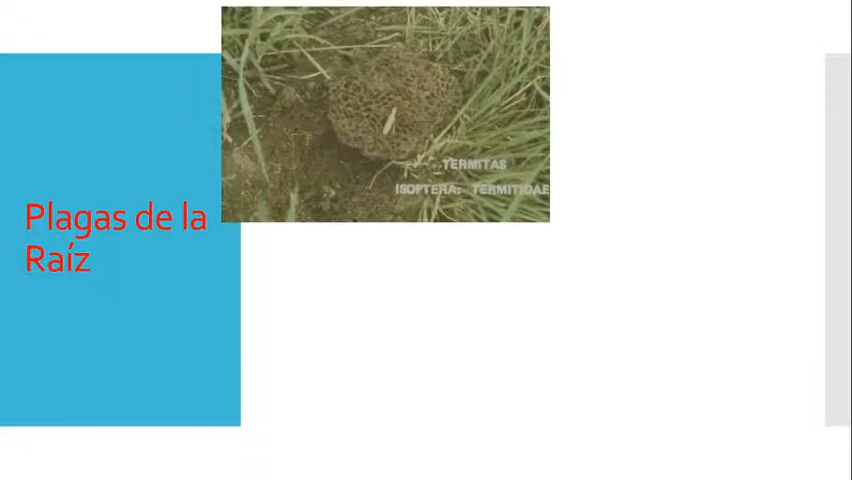 Plagas de la
Raíz
TERMITAS
ISOPTERA: TERMITIDAE